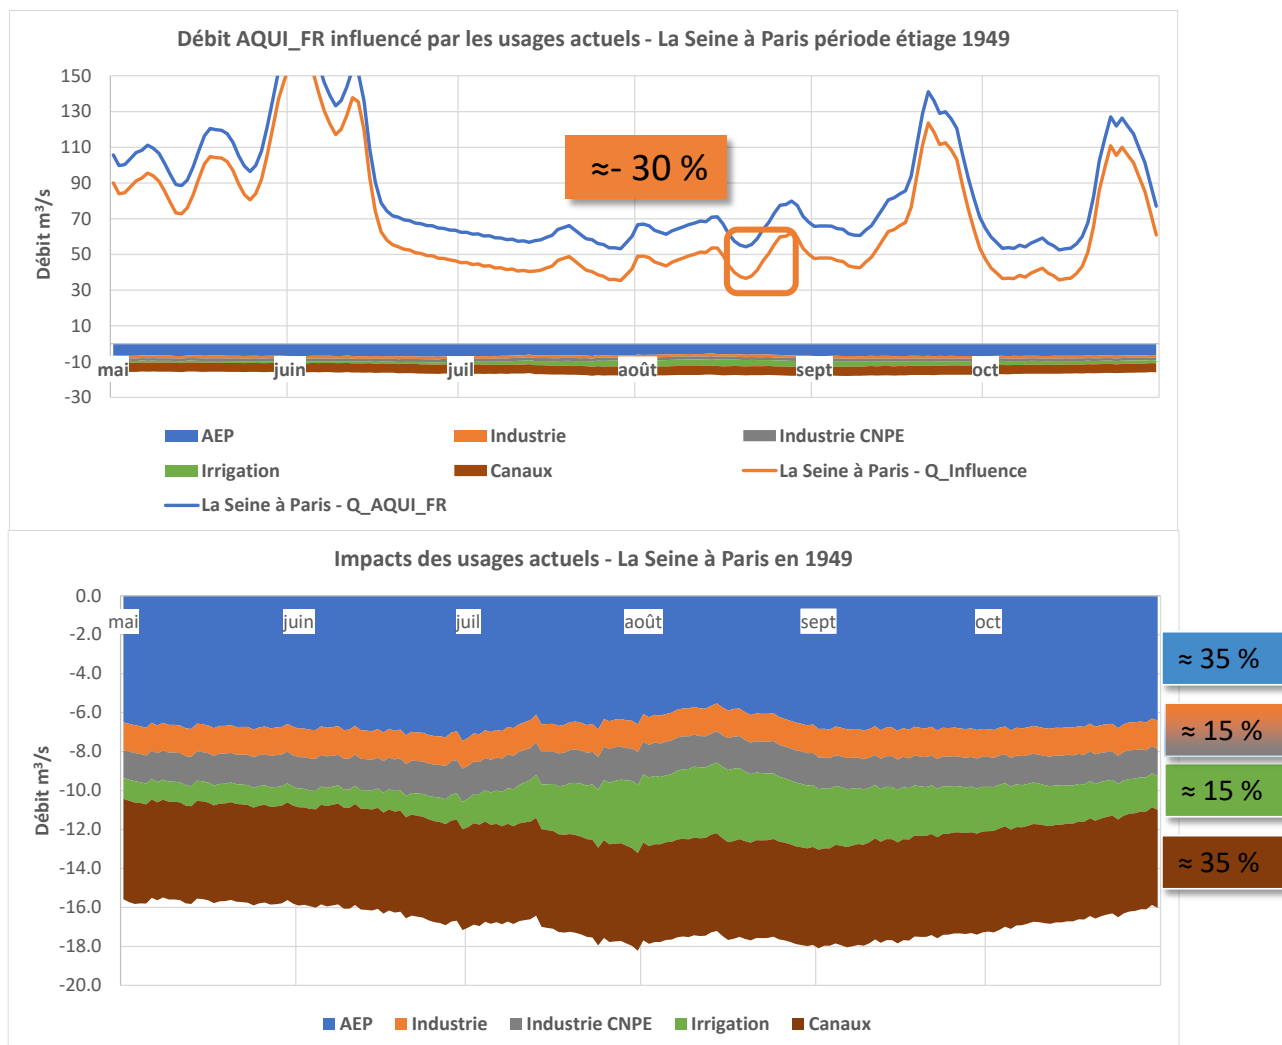 Débit AQUI_FR influencé par les usages actuels - La Seine à Paris période étiage 1949
150
130
110
90
70
50
30
10
-10
-30
Débit m³/s
≈- 30 %
mai
juin
juil
août
sept
oct
AEP
Industrie
Industrie CNPE
Irrigation
Canaux
La Seine à Paris - Q_Influence
La Seine à Paris - Q_AQUI_FR
Impacts des usages actuels - La Seine à Paris en 1949
0.0
-2.0
-4.0
-6.0
-8.0
-10.0
-12.0
-14.0
-16.0
-18.0
-20.0
Débit m³/s
mai
juin
juil
août
sept
oct
≈ 35 %
≈ 15 %
≈ 15 %
≈ 35 %
AEP
Industrie
Industrie CNPE
Irrigation
Canaux